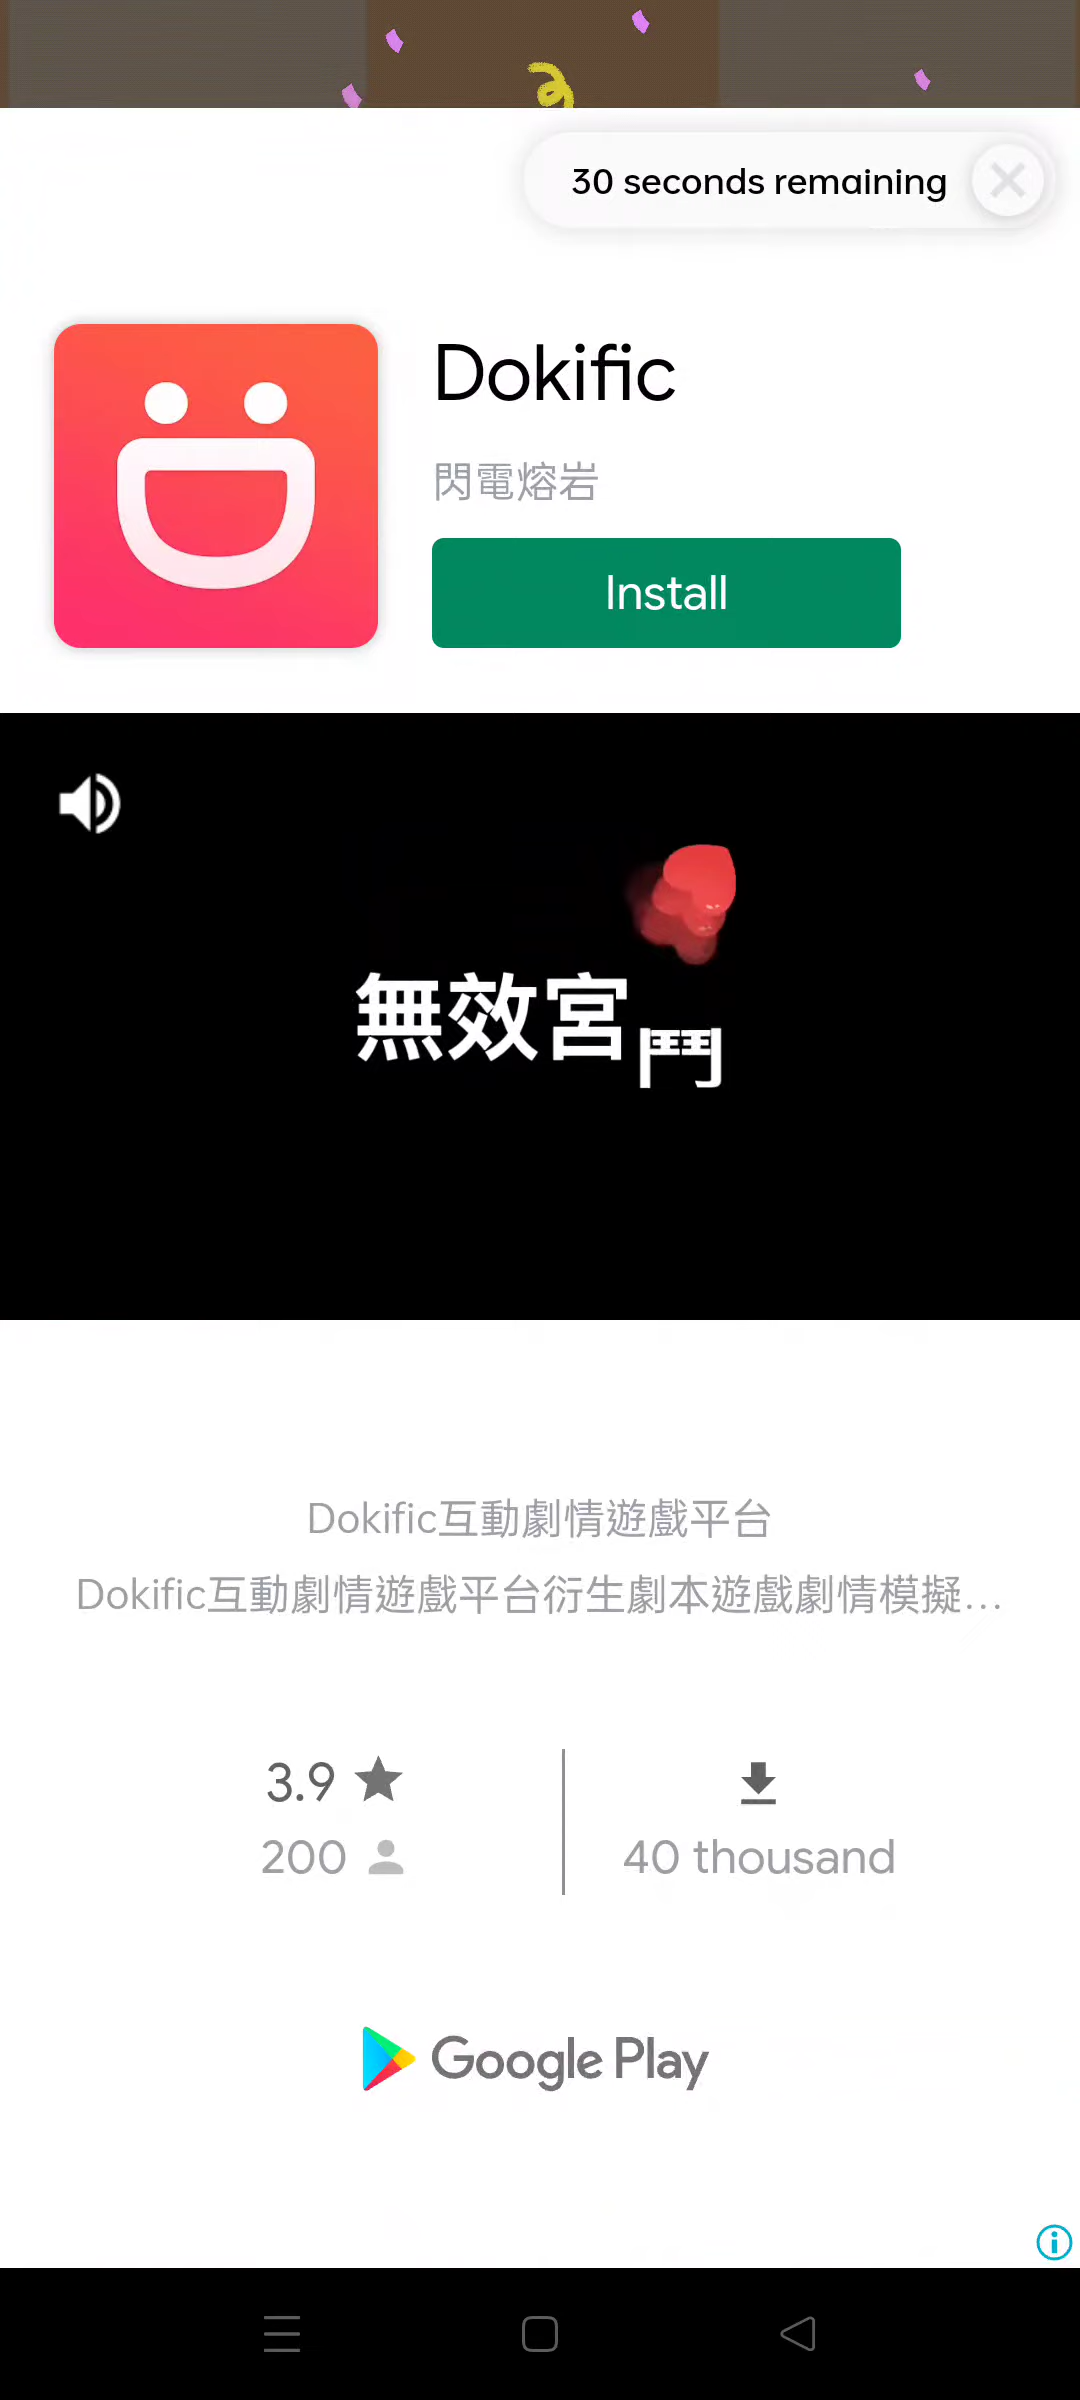 30 seconds remaining
Dokific
閃電熔岩
Install
無效宮鬥
Dokific互動劇情遊戲平台
Dokific互動劇情遊戲平台衍生劇本遊戲劇情模擬…
3.9
200
40 thousand
Google Play